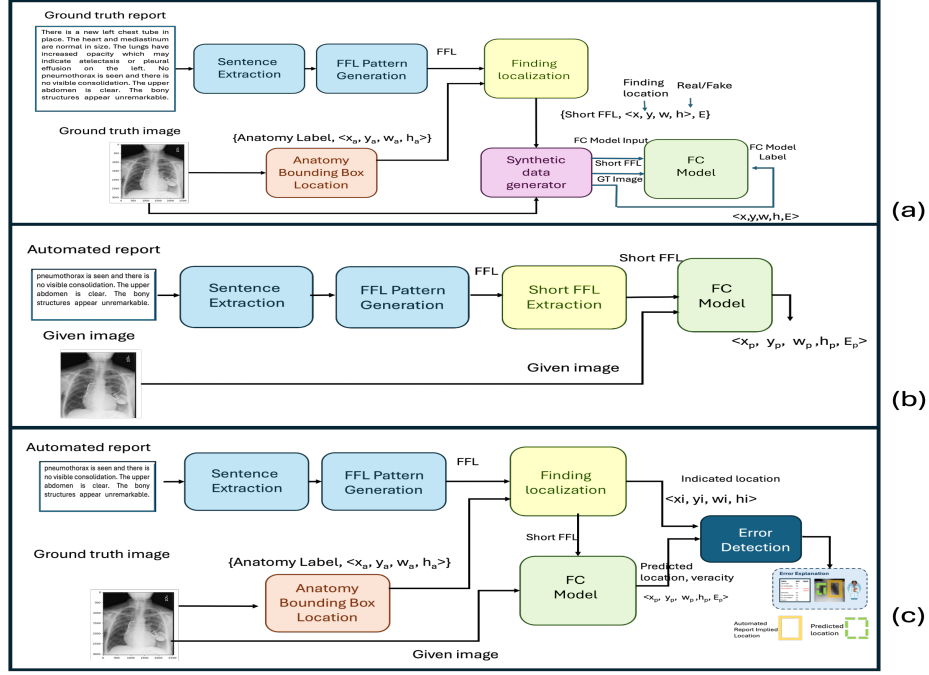 Ground truth report
There is a new left chest tube in
place. The heart and mediastinum
are normal in size. The lungs have
increased opacity which may
indicate atelectasis or pleural
effusion on the left. No
pneumothorax is seen and there is
no visible consolidation. The upper
abdomen is clear. The bony
structures appear unremarkable.
Sentence
Extraction
FFL Pattern
Generation
FFL
Finding
localization
Finding
location
Real/Fake
{Short FFL, <x, y, w, h>, E}
Ground truth image
{Anatomy Label, <xa, ya, wa, ha>}
Anatomy
Bounding Box
Location
Synthetic
data
generator
FC Model Input
Short FFL
GT Image
FC
Model
FC Model
Label
<x,y,w,h,E>
(a)
Automated report
pneumothorax is seen and there is
no visible consolidation. The upper
abdomen is clear. The bony
structures appear unremarkable.
Sentence
Extraction
FFL Pattern
Generation
FFL
Short FFL
Extraction
Short FFL
FC
Model
<xp, yp, wp ,hp, Ep>
Given image
Given image
(b)
Automated report
pneumothorax is seen and there is
no visible consolidation. The upper
abdomen is clear. The bony
structures appear unremarkable.
Sentence
Extraction
FFL Pattern
Generation
FFL
Finding
localization
Indicated location
<xi, yi, wi, hi>
Error
Detection
Short FFL
Ground truth image
{Anatomy Label, <xa, ya, wa, ha>}
Anatomy
Bounding Box
Location
FC
Model
Predicted
location, veracity
<xp, yp, wp ,hp, Ep>
Given image
Error Explanation
Automated
Report Implied
Location
Predicted
location
(c)